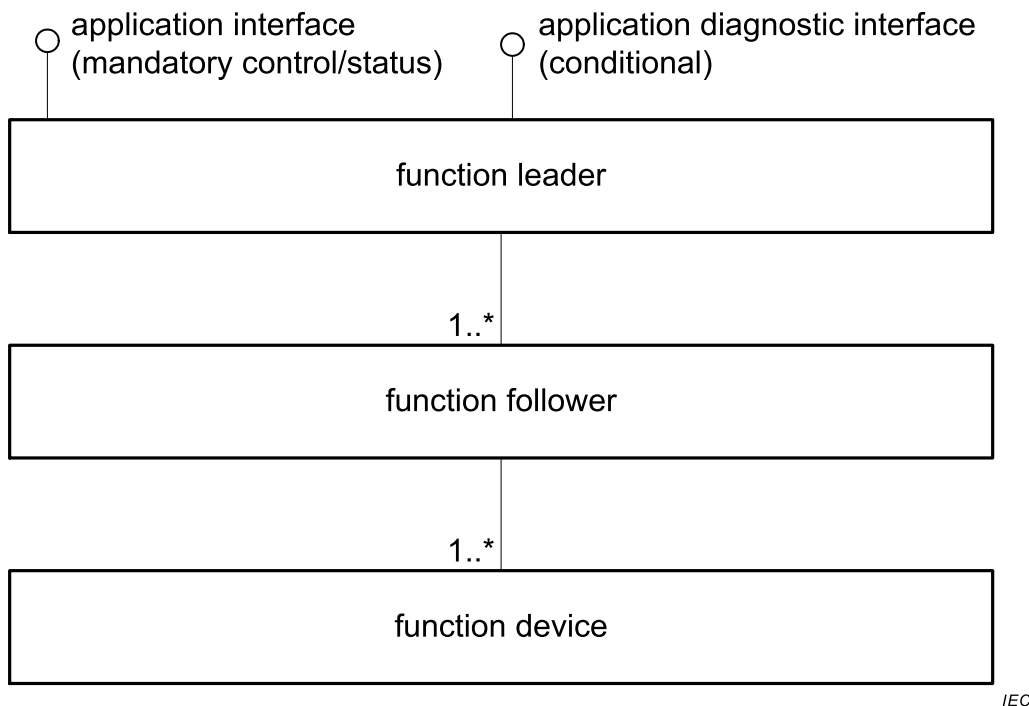 application interface
(mandatory control/status)
application diagnostic interface
(conditional)
function leader
1..*
function follower
1..*
function device
IEC